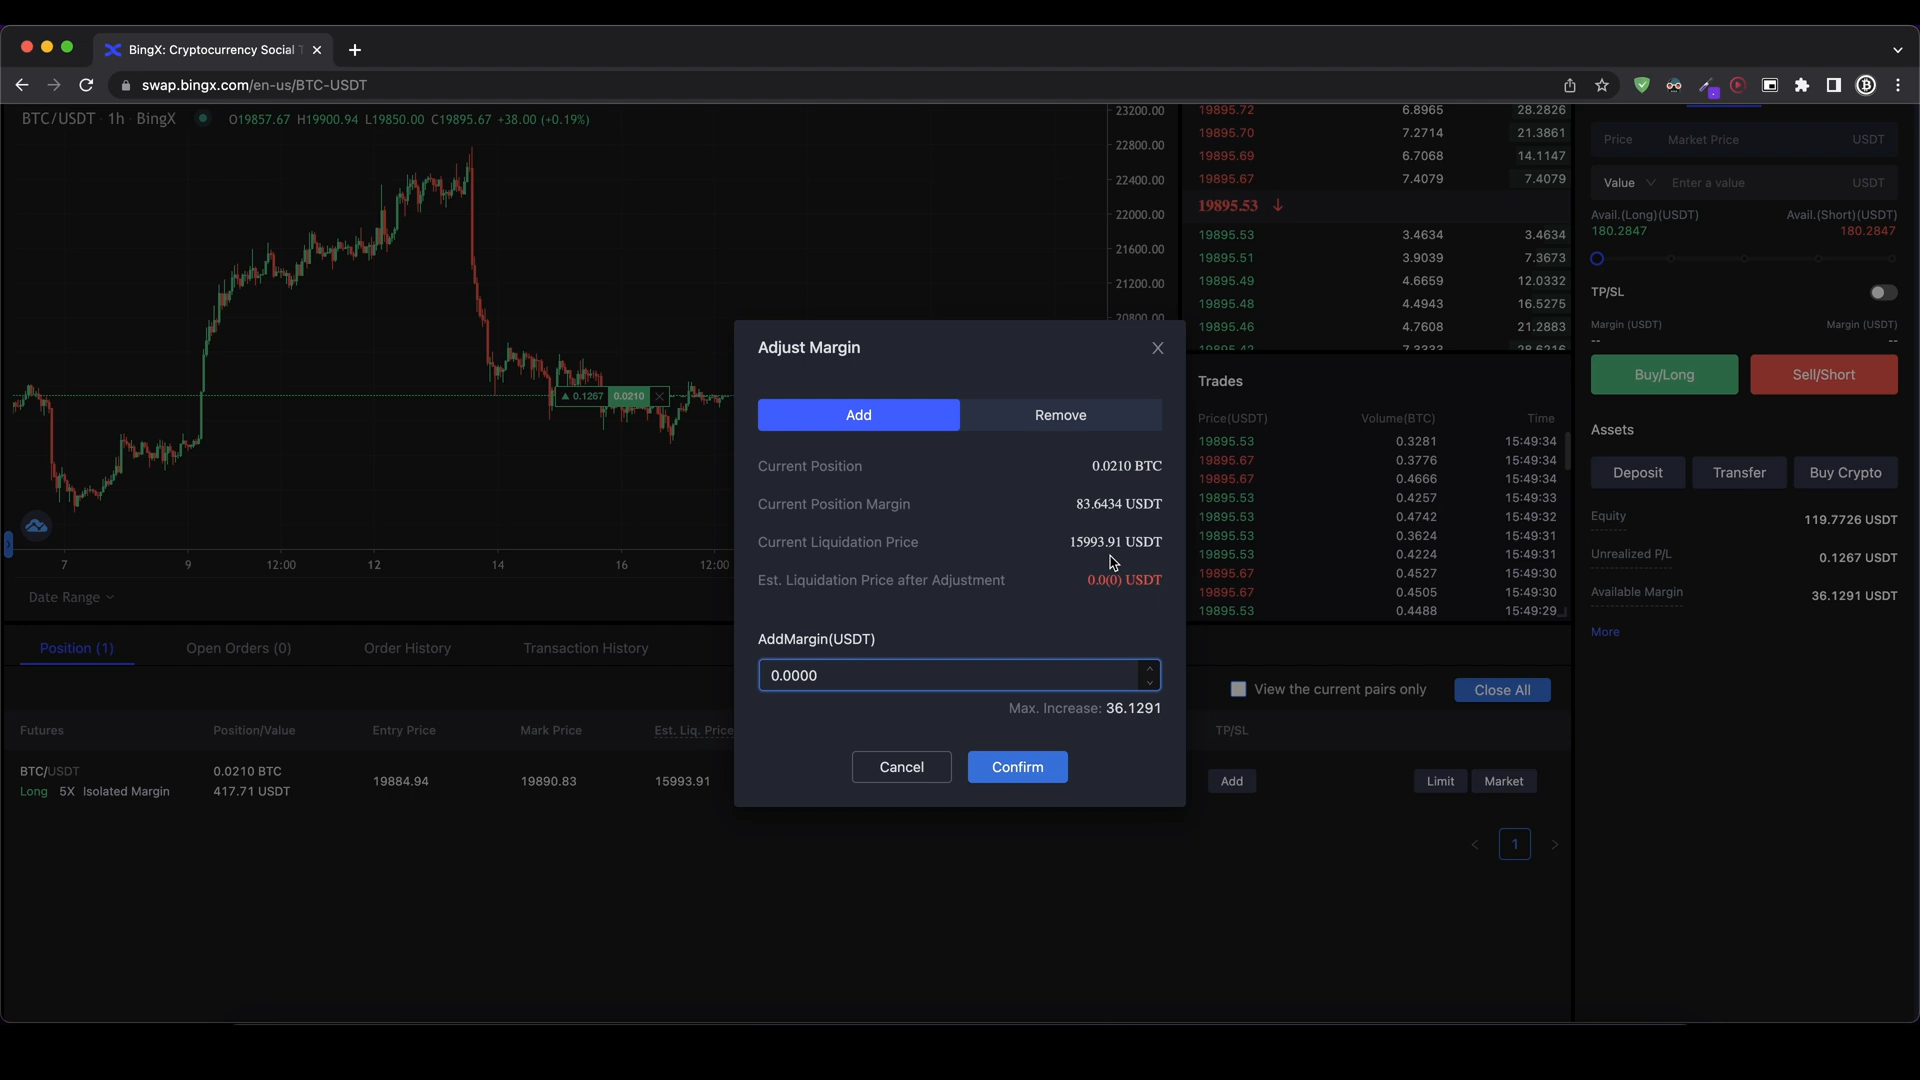 BingX: Cryptocurrency Social T
swap.bingx.com/en-us/BTC-USDT
BTC/USDT · 1h · BingX O19857.67 H19900.94 L19850.00 C19895.67 +38.00 (+0.19%)
23200.00
22800.00
22400.00
22000.00
21600.00
21200.00
20800.00
0.1267 0.0210
7 9 12:00 12 14 16 12:00
Date Range
19895.72 6.8965 28.2826
19895.70 7.2714 21.3861
19895.69 6.7068 14.1147
19895.67 7.4079 7.4079
19895.53 ↓
19895.53 3.4634 3.4634
19895.51 3.9039 7.3673
19895.49 4.6659 12.0332
19895.48 4.4943 16.5275
19895.46 4.7608 21.2883
19895.42 7.3333 28.6216
Trades
Price(USDT) Volume(BTC) Time
19895.53 0.3281 15:49:34
19895.67 0.3776 15:49:34
19895.67 0.4666 15:49:34
19895.53 0.4257 15:49:33
19895.53 0.4742 15:49:32
19895.53 0.3624 15:49:31
19895.53 0.4224 15:49:31
19895.67 0.4527 15:49:30
19895.67 0.4505 15:49:30
19895.53 0.4488 15:49:29
Price Market Price USDT
Value Enter a value USDT
Avail.(Long)(USDT) Avail.(Short)(USDT)
180.2847 180.2847
TP/SL
Margin (USDT) Margin (USDT)
-- --
Buy/Long Sell/Short
Assets
Deposit Transfer Buy Crypto
Equity 119.7726 USDT
Unrealized P/L 0.1267 USDT
Available Margin 36.1291 USDT
More
Adjust Margin
Add Remove
Current Position 0.0210 BTC
Current Position Margin 83.6434 USDT
Current Liquidation Price 15993.91 USDT
Est. Liquidation Price after Adjustment 0.0(0) USDT
AddMargin(USDT)
0.0000
Max. Increase: 36.1291
Cancel Confirm
Position (1) Open Orders (0) Order History Transaction History
View the current pairs only Close All
Futures Position/Value Entry Price Mark Price Est. Liq. Price TP/SL
BTC/USDT 0.0210 BTC 19884.94 19890.83 15993.91 Add Limit Market
Long 5X Isolated Margin 417.71 USDT
< 1 >